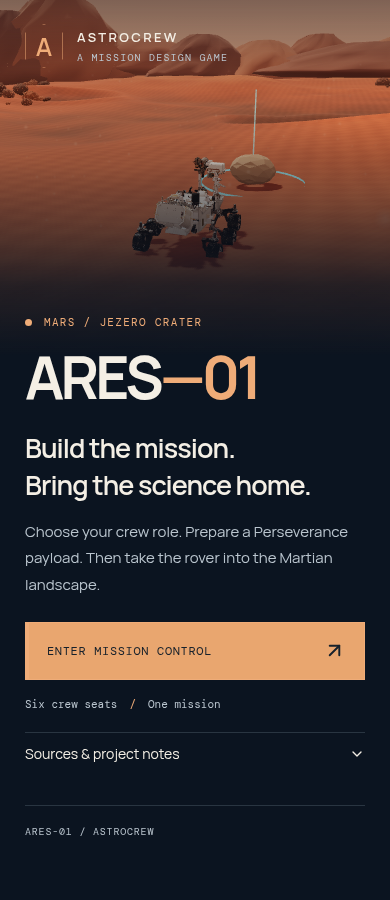 A
ASTROCREW
A MISSION DESIGN GAME
MARS / JEZERO CRATER
ARES—01
Build the mission.
Bring the science home.
Choose your crew role. Prepare a Perseverance
payload. Then take the rover into the Martian
landscape.
ENTER MISSION CONTROL
Six crew seats / One mission
Sources & project notes
ARES-01 / ASTROCREW